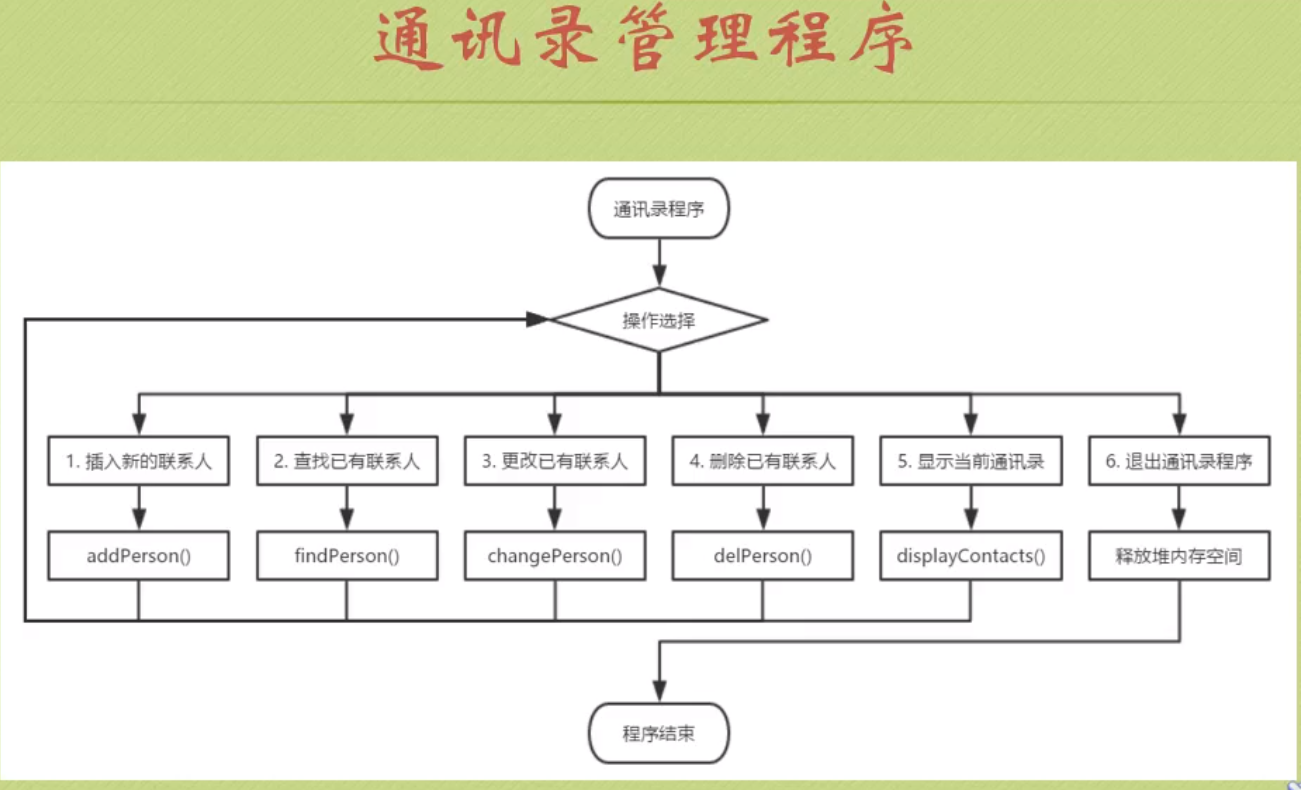 通讯录管理程序
通讯录程序
操作选择
1. 插入新的联系人
2. 查找已有联系人
3. 更改已有联系人
4. 删除已有联系人
5. 显示当前通讯录
6. 退出通讯录程序
addPerson()
findPerson()
changePerson()
delPerson()
displayContacts()
释放堆内存空间
程序结束